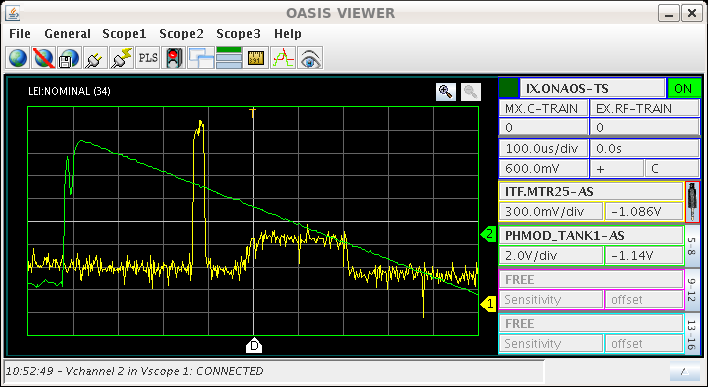 OASIS VIEWER
File General Scope1 Scope2 Scope3 Help
PLS
LEI:NOMINAL (34)
IX.ONAOS-TS ON
MX.C-TRAIN EX.RF-TRAIN
0 0
100.0us/div 0.0s
600.0mV + C
ITF.MTR25-AS
300.0mV/div -1.086V
PHMOD_TANK1-AS
2.0V/div -1.14V
5-8
FREE
Sensitivity offset
9-12
FREE
Sensitivity offset
13-16
T
2
1
D
10:52:49 - Vchannel 2 in Vscope 1: CONNECTED